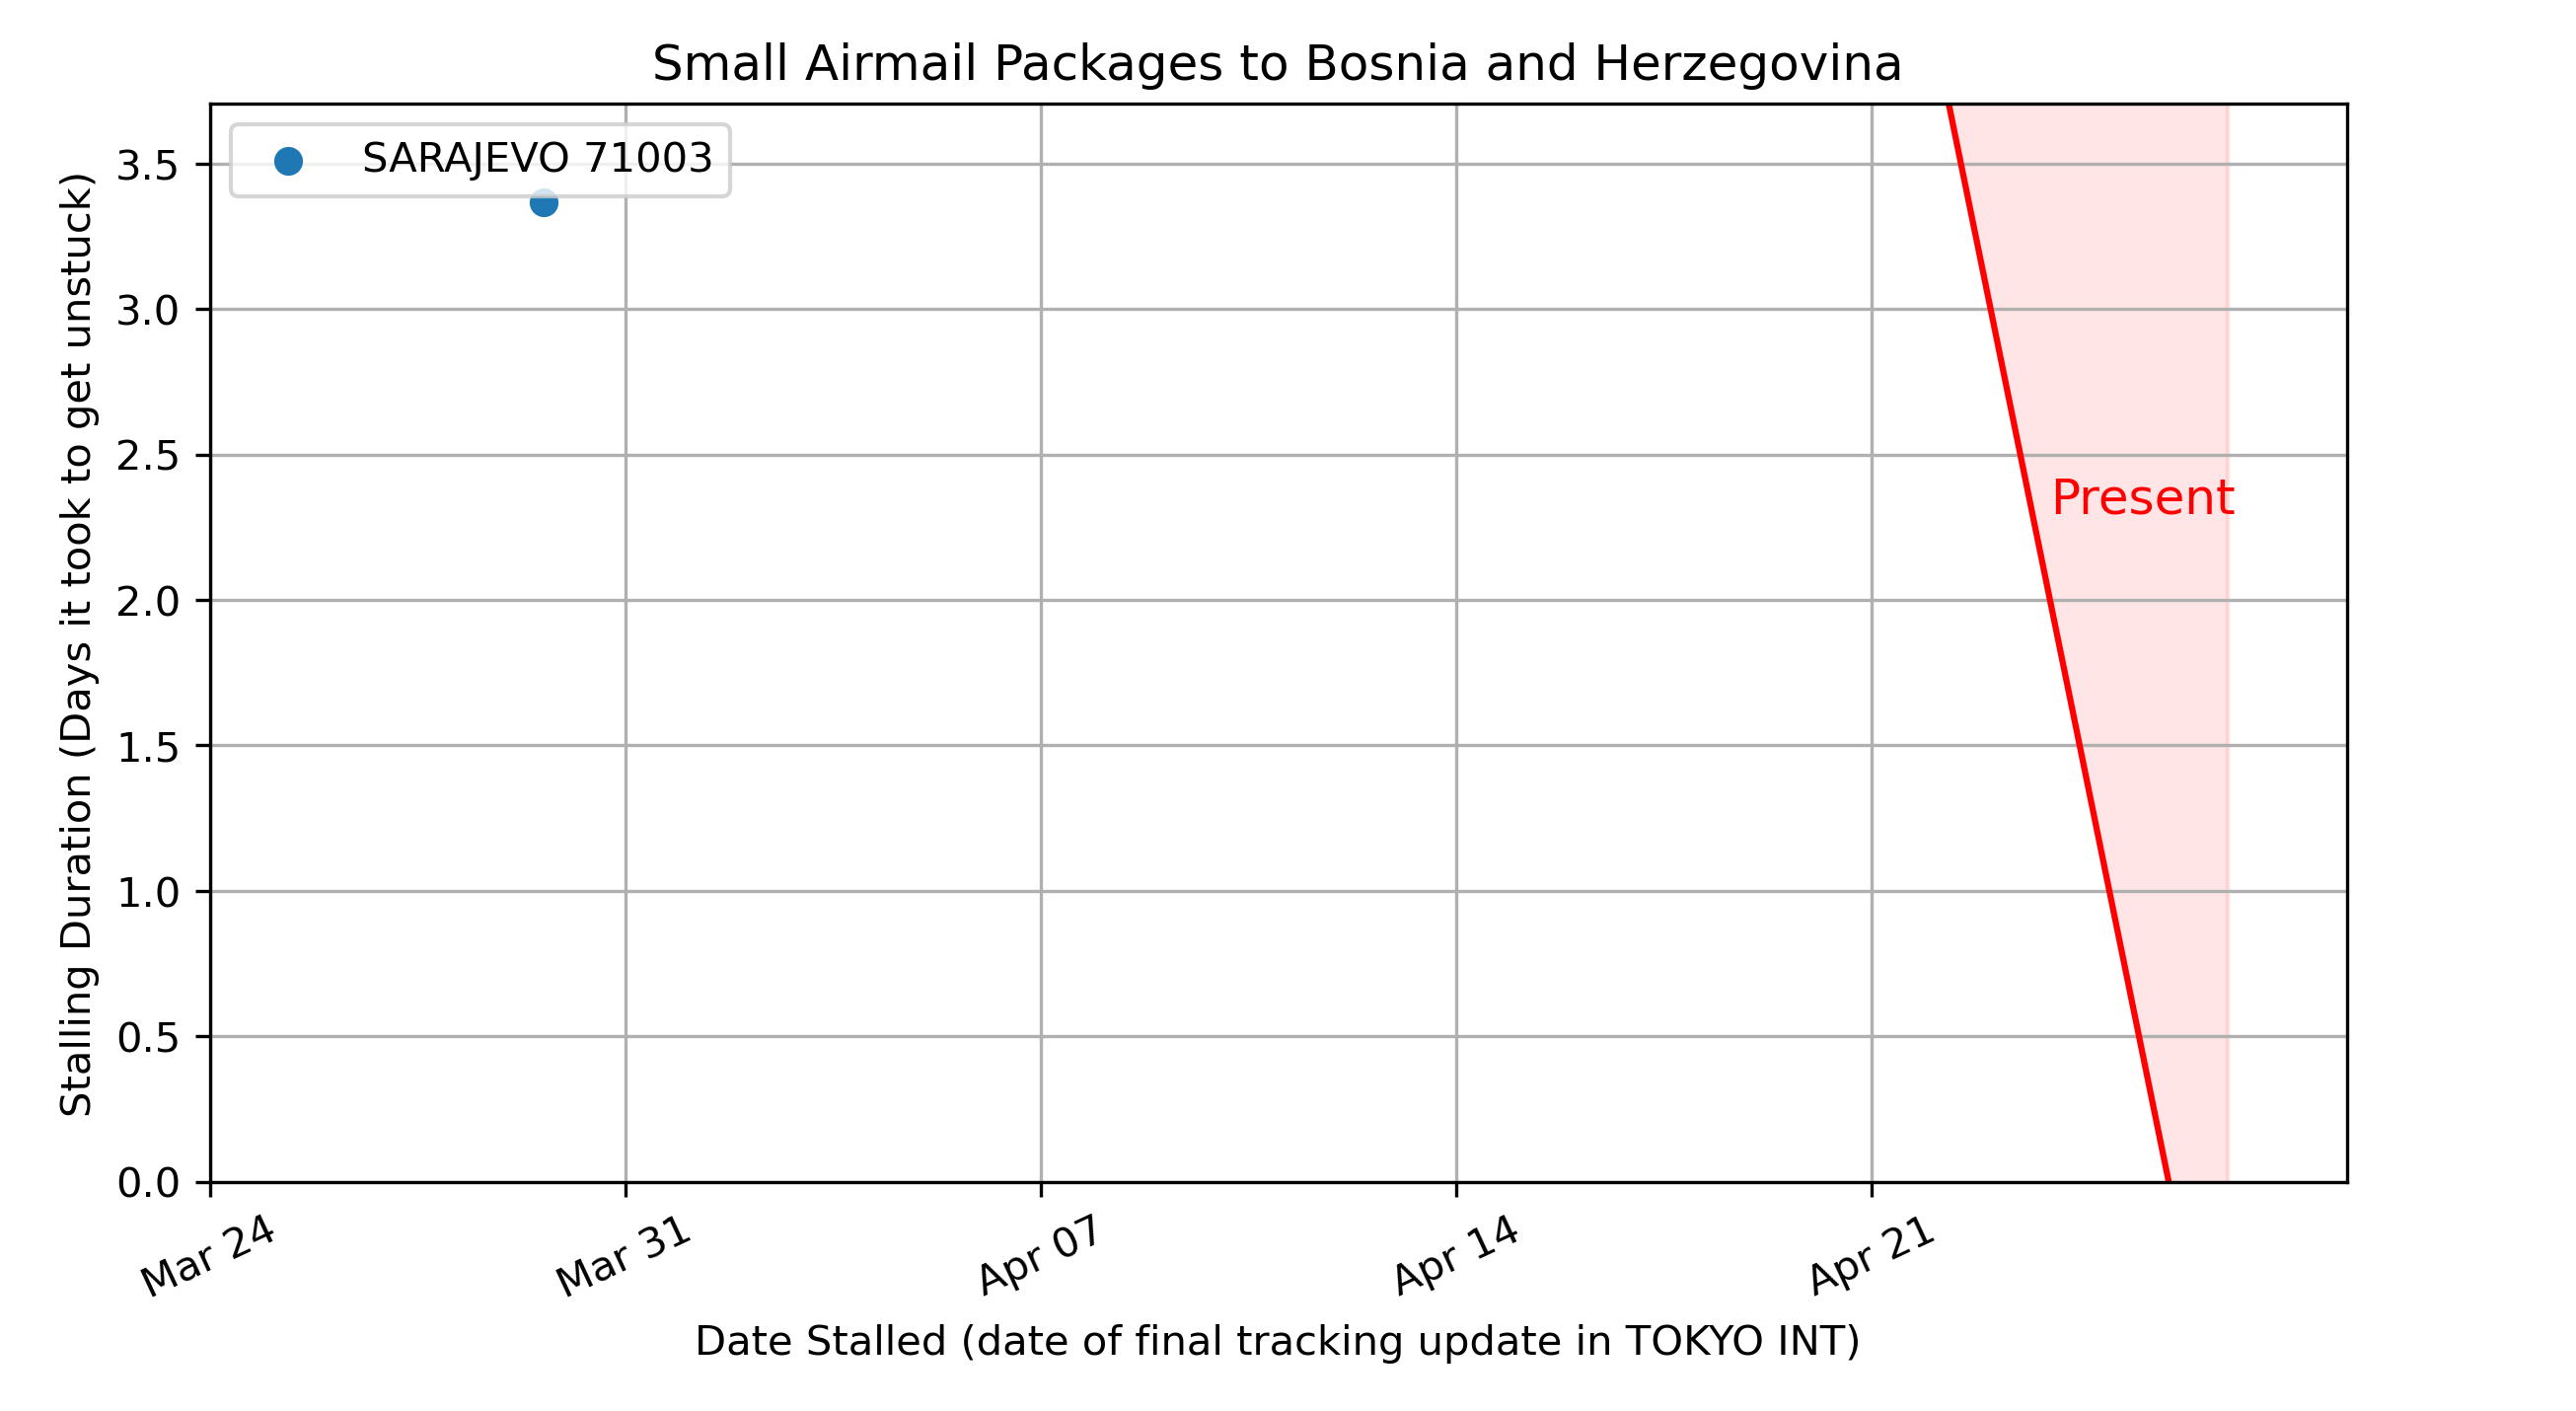 Small Airmail Packages to Bosnia and Herzegovina
SARAJEVO 71003
Stalling Duration (Days it took to get unstuck)
3.5
3.0
2.5
2.0
1.5
1.0
0.5
0.0
Present
Mar 24
Mar 31
Apr 07
Apr 14
Apr 21
Date Stalled (date of final tracking update in TOKYO INT)